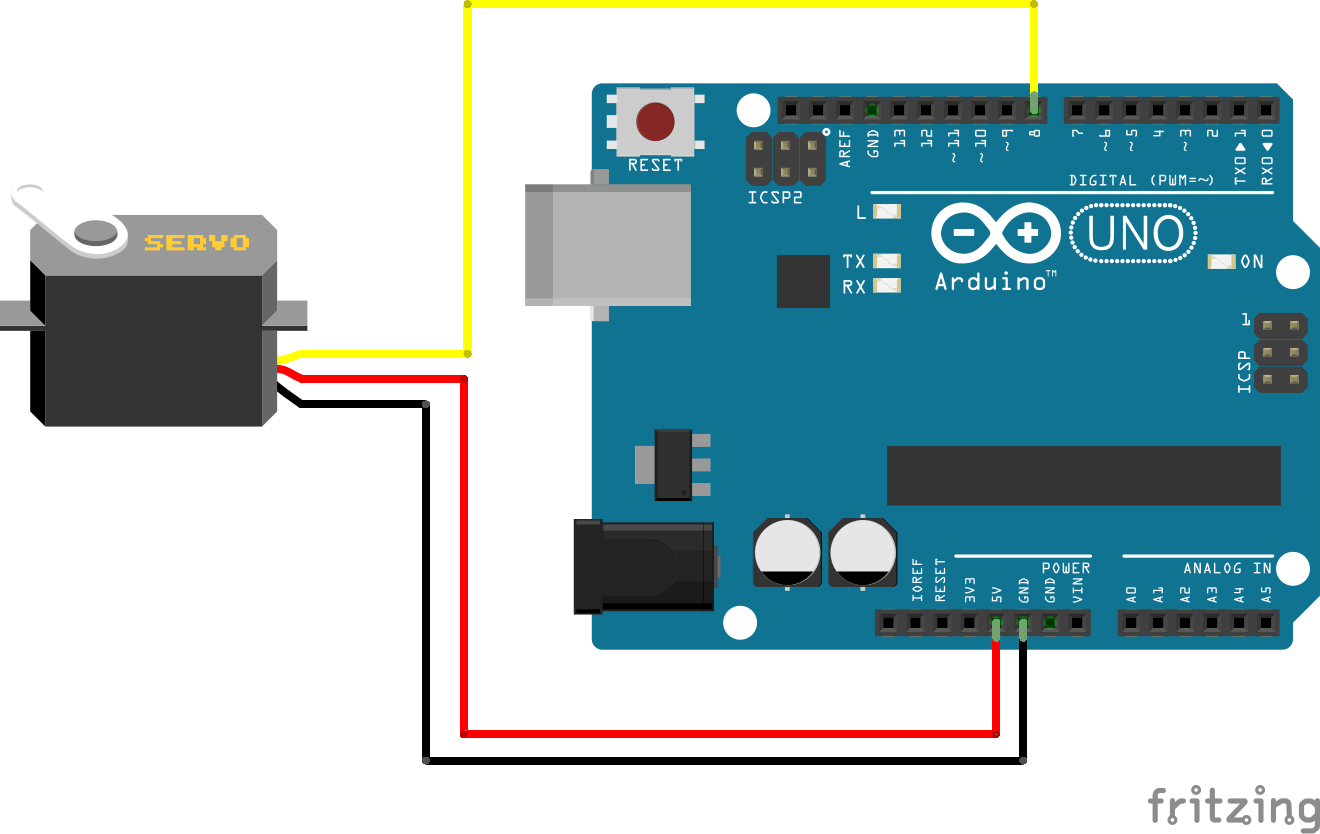 RESET
ICSP2
AREF
GND
13
12
~11
~10
~9
8
7
~6
~5
4
~3
2
TX0▶1
RX0◀0
DIGITAL (PWM=~)
L
TX
RX
Arduino™
UNO
ON
1
ICSP
SERVO
IOREF
RESET
3V3
5V
GND
GND
VIN
POWER
ANALOG IN
A0
A1
A2
A3
A4
A5
fritzing